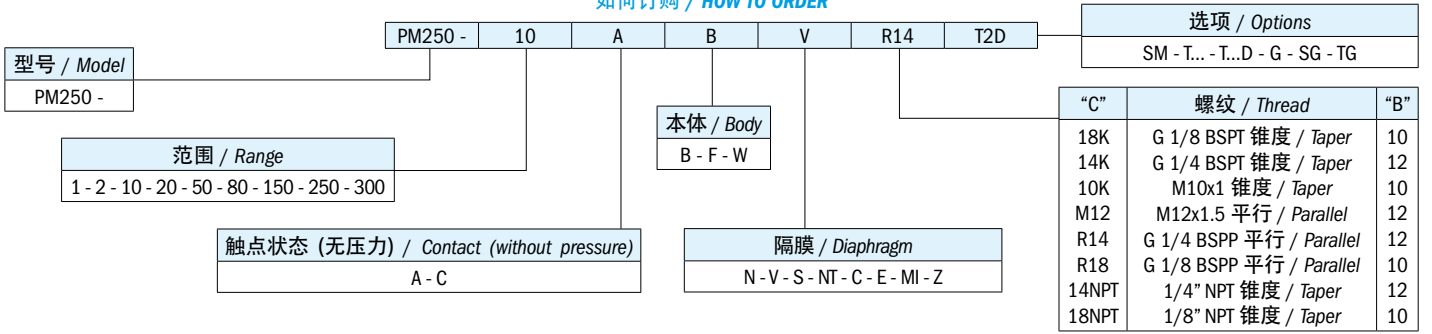 如何订购 / HOW TO ORDER
PM250 - 10 A B V R14 T2D
选项 / Options
SM - T... - T...D - G - SG - TG
型号 / Model
PM250 -
范围 / Range
1 - 2 - 10 - 20 - 50 - 80 - 150 - 250 - 300
触点状态 (无压力) / Contact (without pressure)
A - C
本体 / Body
B - F - W
隔膜 / Diaphragm
N - V - S - NT - C - E - MI - Z
“C” 螺纹 / Thread “B”
18K G 1/8 BSPT 锥度 / Taper 10
14K G 1/4 BSPT 锥度 / Taper 12
10K M10x1 锥度 / Taper 10
M12 M12x1.5 平行 / Parallel 12
R14 G 1/4 BSPP 平行 / Parallel 12
R18 G 1/8 BSPP 平行 / Parallel 10
14NPT 1/4” NPT 锥度 / Taper 12
18NPT 1/8” NPT 锥度 / Taper 10